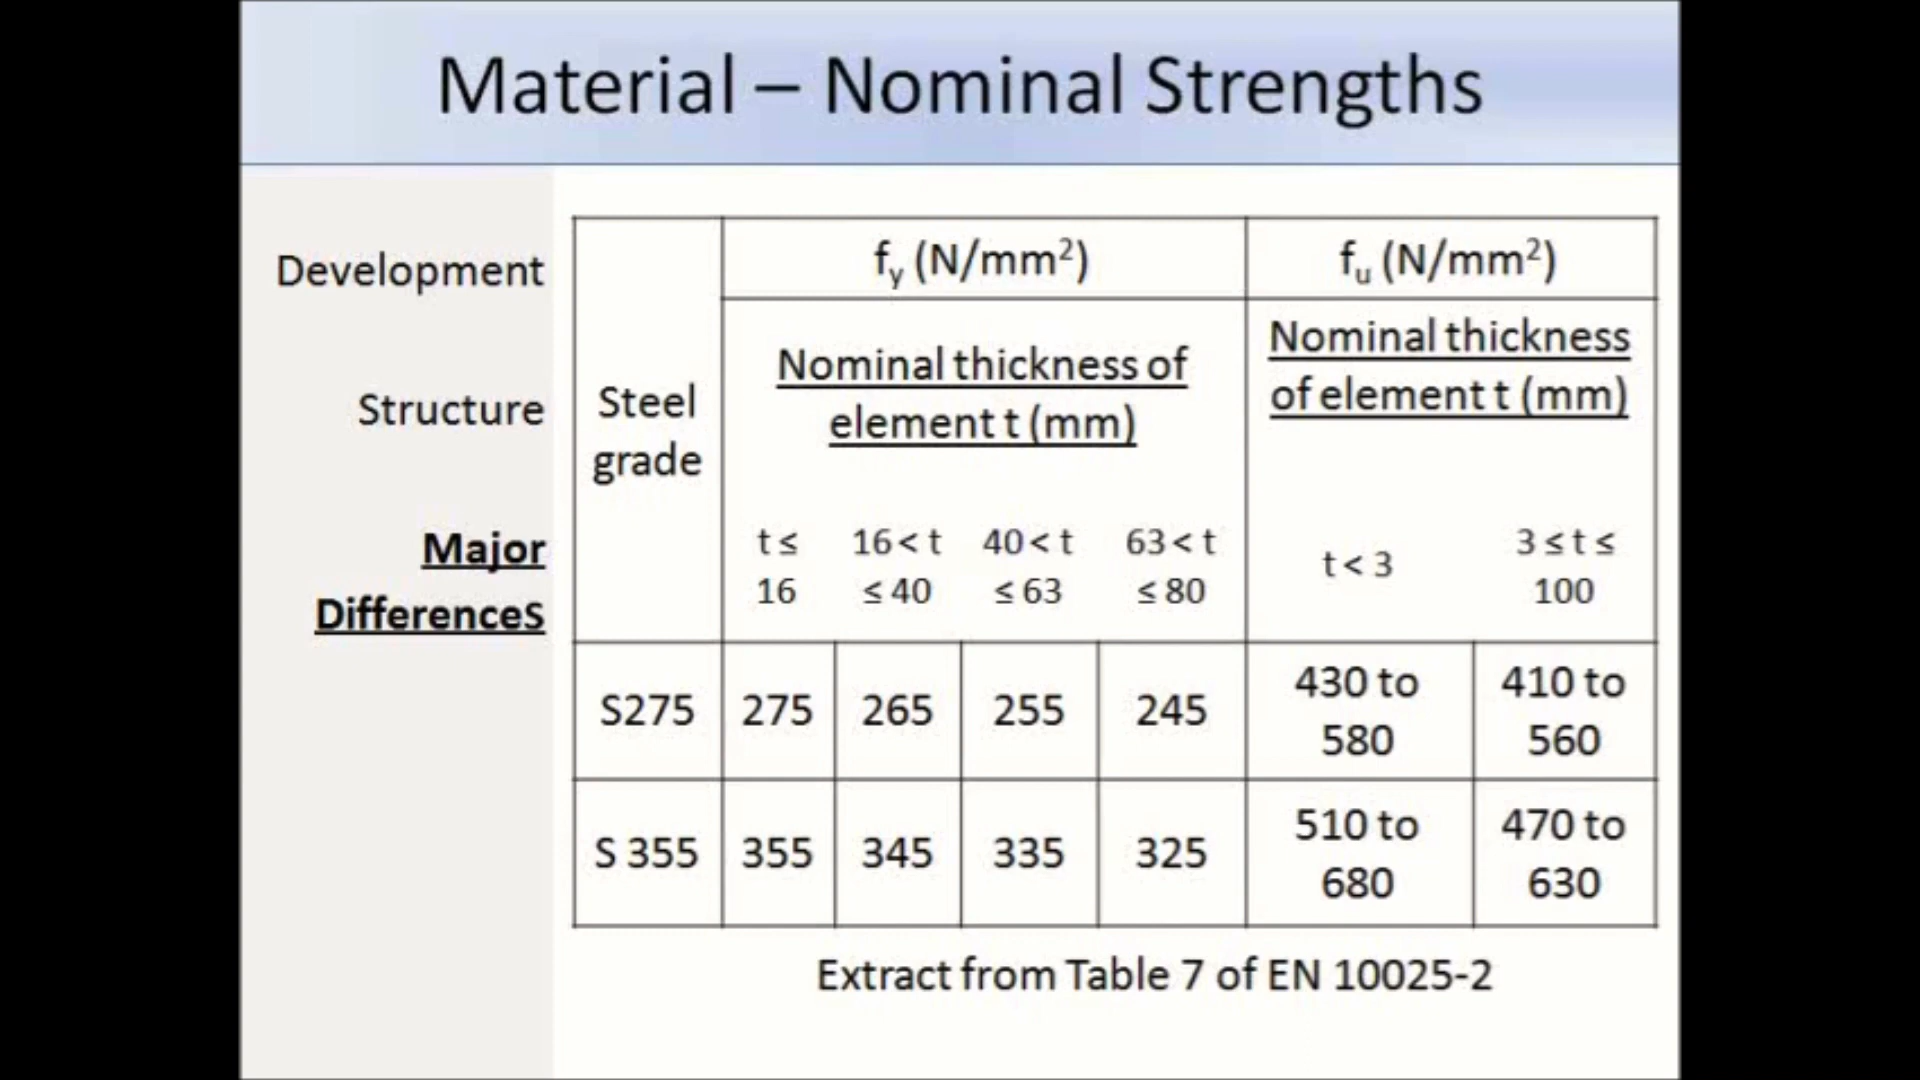 Material – Nominal Strengths
Development
Structure
Major
Differences
Steel
grade
fy (N/mm²)
fu (N/mm²)
Nominal thickness of
element t (mm)
Nominal thickness
of element t (mm)
t ≤
16
16 < t
≤ 40
40 < t
≤ 63
63 < t
≤ 80
t < 3
3 ≤ t ≤
100
S275
275
265
255
245
430 to
580
410 to
560
S 355
355
345
335
325
510 to
680
470 to
630
Extract from Table 7 of EN 10025-2